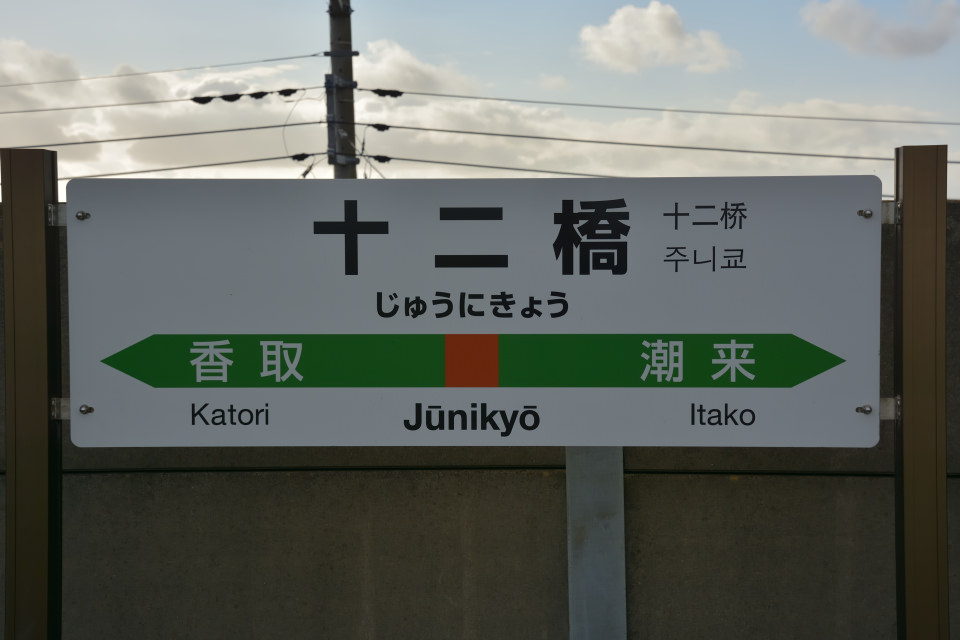 十二橋
十二桥
주니쿄
じゅうにきょう
香取 潮来
Katori Jūnikyō Itako